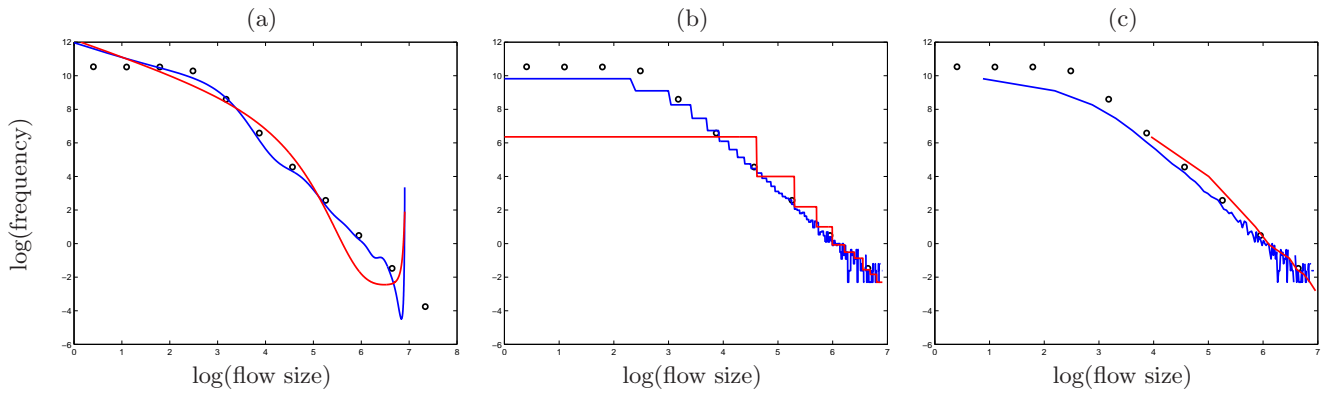 (a) (b) (c)
12 12 12
10 10 10
8 8 8
6 6 6
4 4 4
2 2 2
0 0 0
−2 −2 −2
−4 −4 −4
−6 −6 −6
0 1 2 3 4 5 6 7 8 0 1 2 3 4 5 6 7 0 1 2 3 4 5 6 7
log(frequency)
log(flow size) log(flow size) log(flow size)